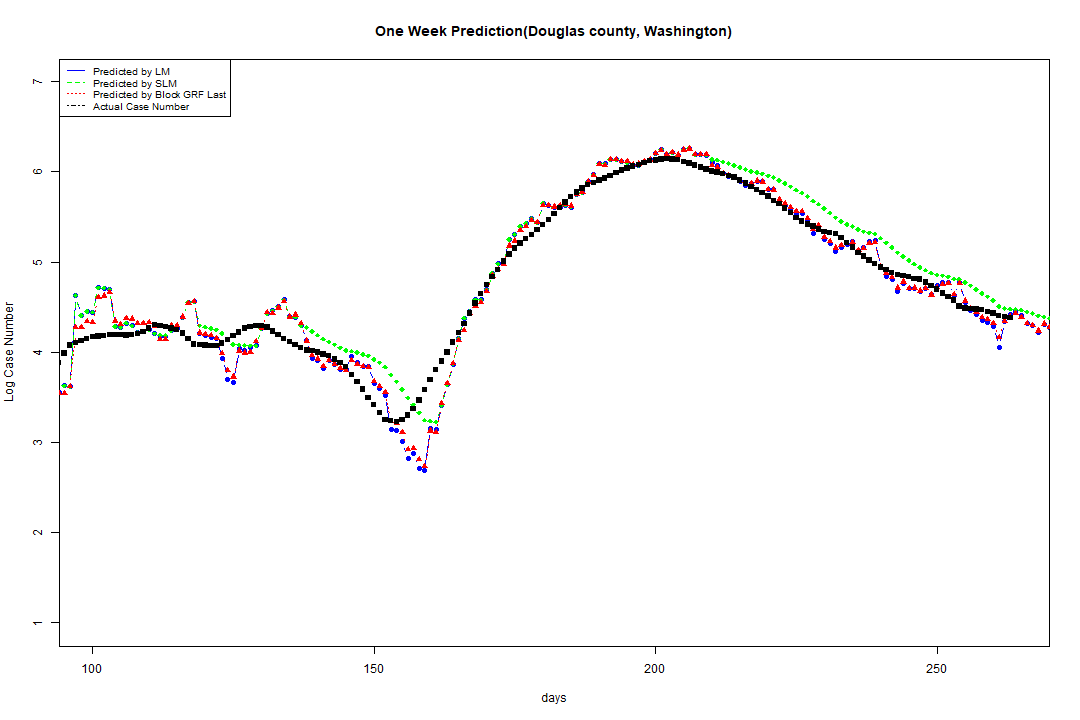 One Week Prediction(Douglas county, Washington)
Predicted by LM
Predicted by SLM
Predicted by Block GRF Last
Actual Case Number
7
6
5
4
3
2
1
Log Case Number
100 150 200 250
days